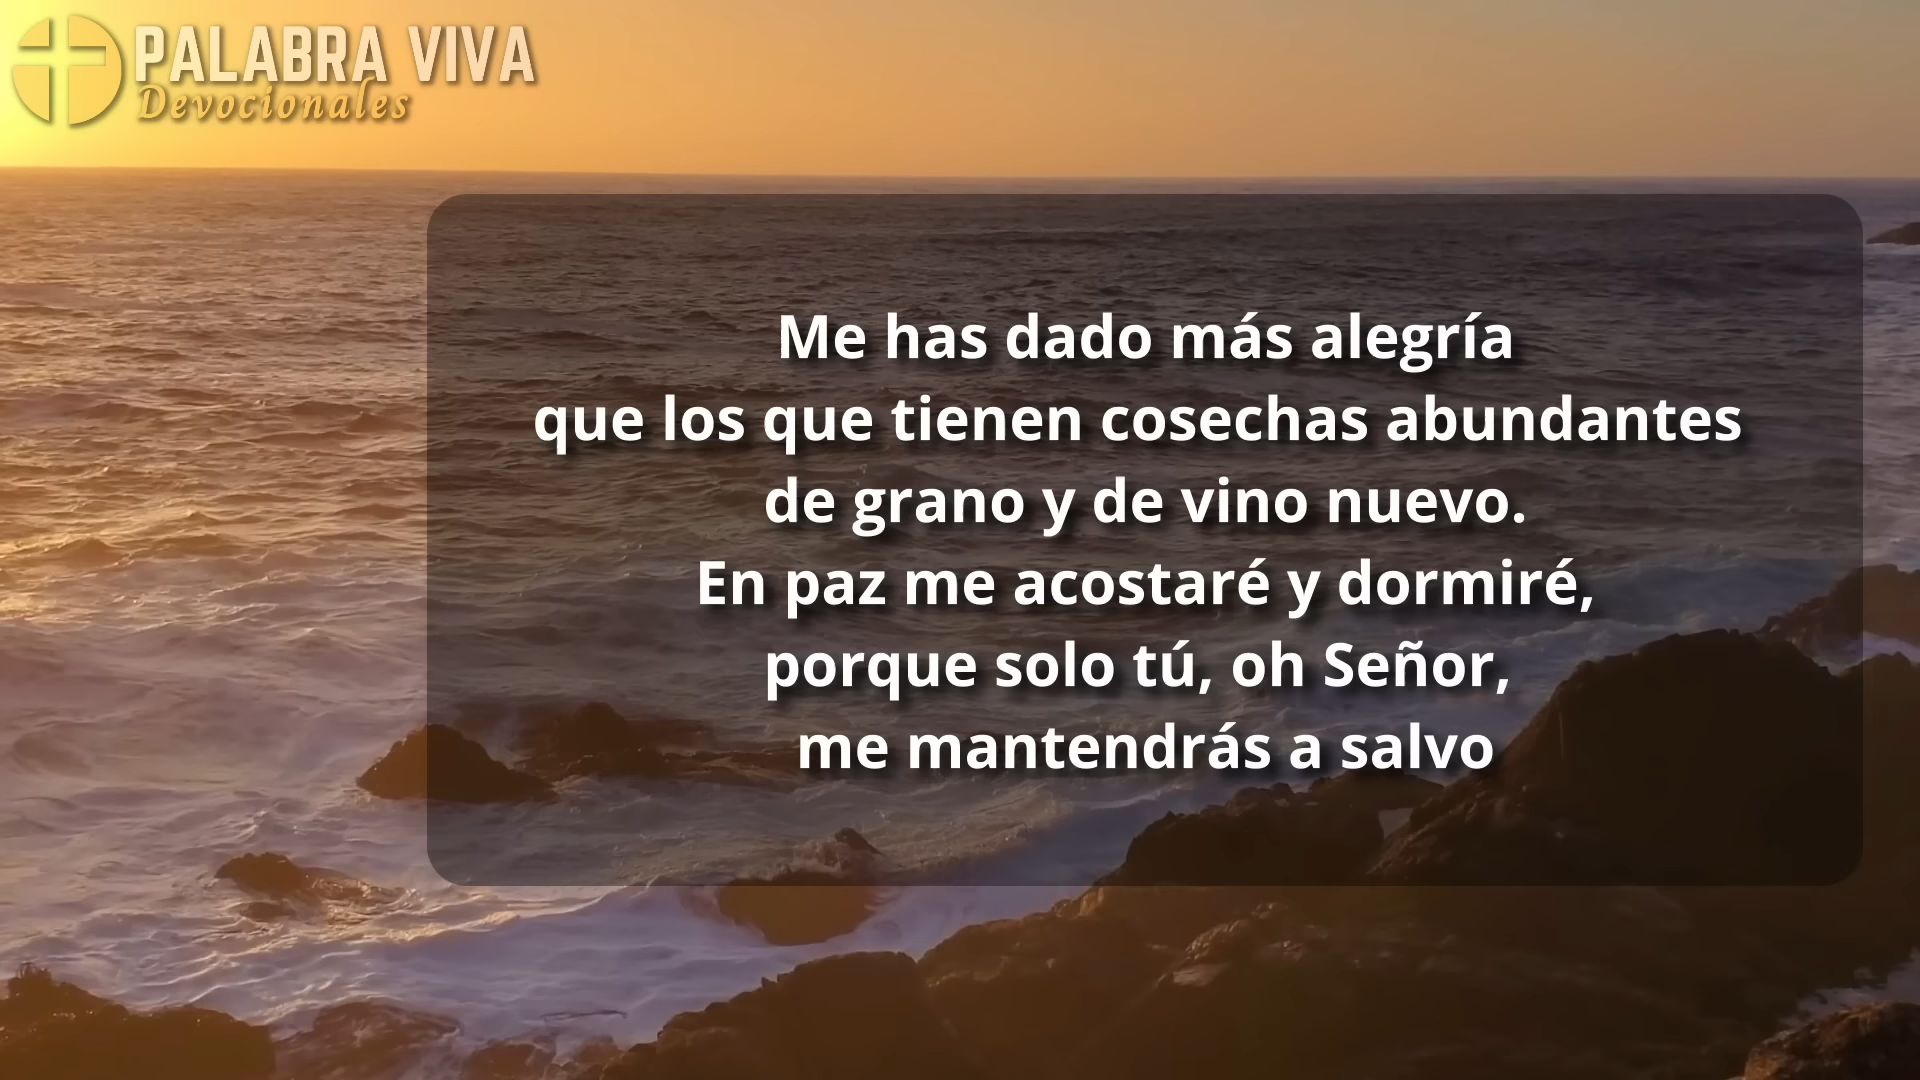 PALABRA VIVA
Devocionales
Me has dado más alegría
que los que tienen cosechas abundantes
de grano y de vino nuevo.
En paz me acostaré y dormiré,
porque solo tú, oh Señor,
me mantendrás a salvo